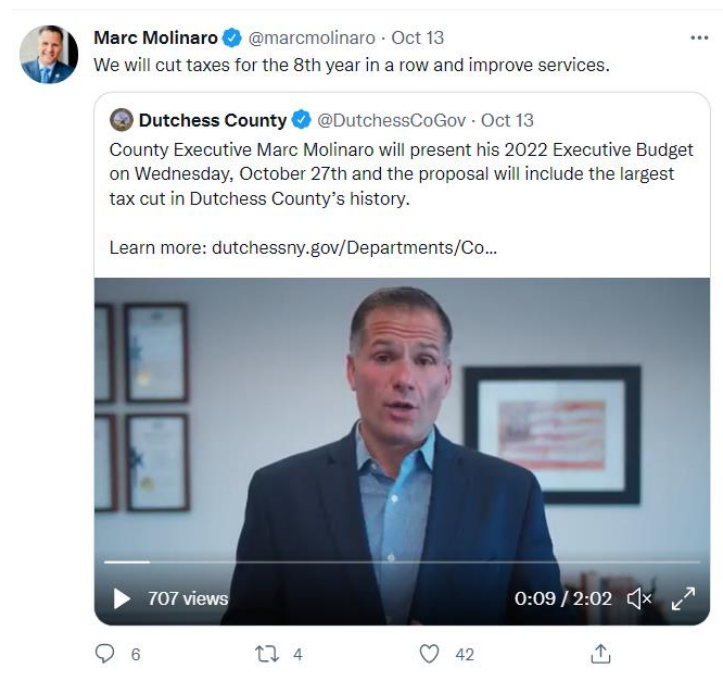 Marc Molinaro @marcmolinaro · Oct 13
We will cut taxes for the 8th year in a row and improve services.
Dutchess County @DutchessCoGov · Oct 13
County Executive Marc Molinaro will present his 2022 Executive Budget
on Wednesday, October 27th and the proposal will include the largest
tax cut in Dutchess County's history.
Learn more: dutchessny.gov/Departments/Co...
707 views 0:09 / 2:02
6 4 42